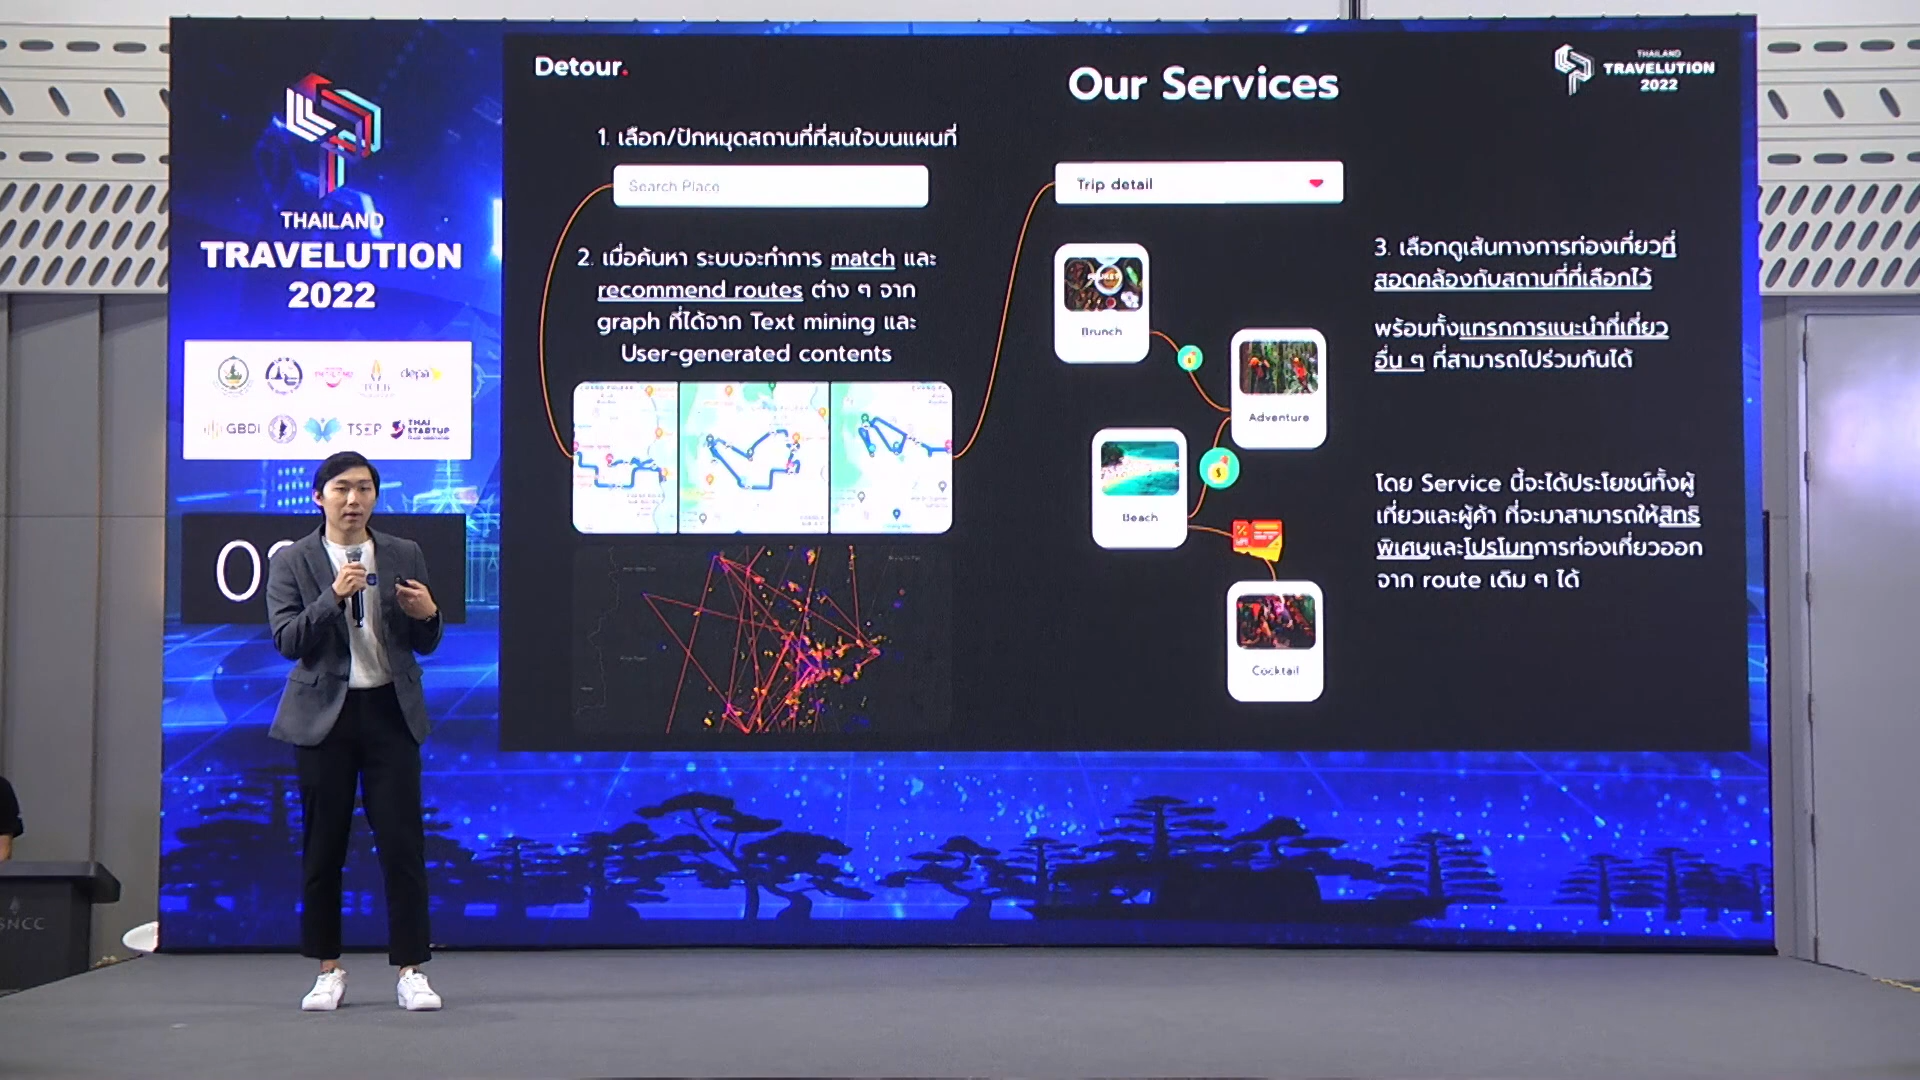 THAILAND
TRAVELUTION
2022
depa
GBDI
TSEP
THAI
STARTUP
SNCC
Detour.
Our Services
THAILAND
TRAVELUTION
2022
1. เลือก/ปักหมุดสถานที่ที่สนใจบนแผนที่
Search Place
2. เมื่อค้นหา ระบบจะทำการ match และ
recommend routes ต่าง ๆ จาก
graph ที่ได้จาก Text mining และ
User-generated contents
Trip detail
Brunch
Adventure
Beach
Cocktail
3. เลือกดูเส้นทางการท่องเที่ยวที่
สอดคล้องกับสถานที่ที่เลือกไว้
พร้อมทั้งแทรกการแนะนำที่เที่ยว
อื่น ๆ ที่สามารถไปร่วมกันได้
โดย Service นี้จะได้ประโยชน์ทั้งผู้
เที่ยวและผู้ค้า ที่จะมาสามารถให้สิทธิ
พิเศษและโปรโมทการท่องเที่ยวออก
จาก route เดิม ๆ ได้